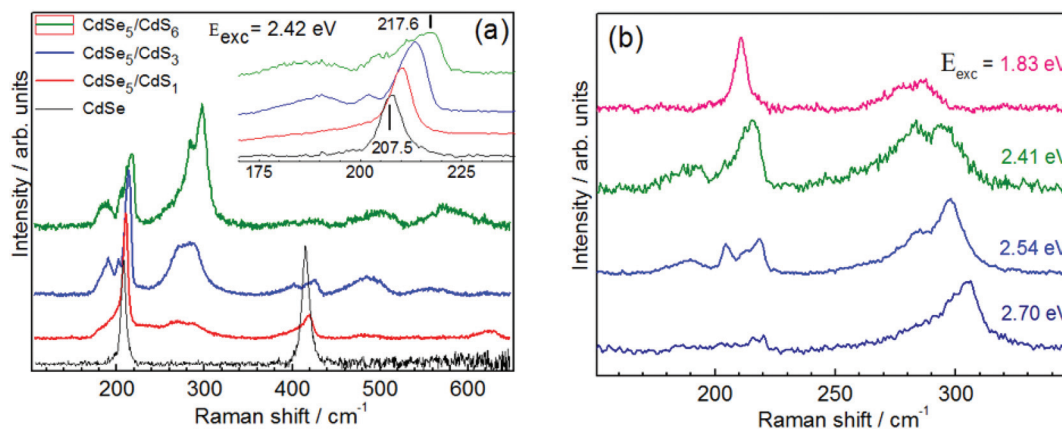 CdSe₅/CdS₆
CdSe₅/CdS₃
CdSe₅/CdS₁
CdSe
E_exc = 2.42 eV
217.6
(a)
207.5
175 200 225
Intensity / arb. units
200 300 400 500 600
Raman shift / cm⁻¹
(b)
E_exc = 1.83 eV
2.41 eV
2.54 eV
2.70 eV
Intensity / arb. units
200 250 300
Raman shift / cm⁻¹